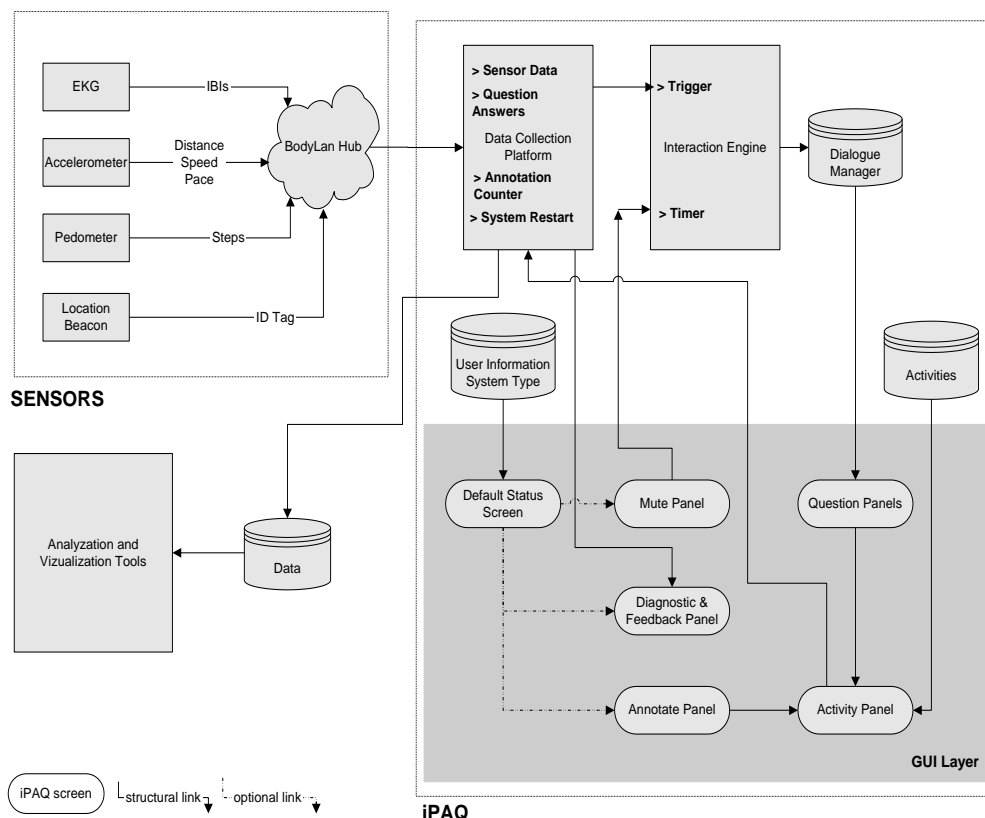 EKG
IBIs
Accelerometer
Distance
Speed
Pace
Pedometer
Steps
Location
Beacon
ID Tag
BodyLan Hub
SENSORS
> Sensor Data
> Question
Answers
Data Collection
Platform
> Annotation
Counter
> System Restart
> Trigger
Interaction Engine
> Timer
Dialogue
Manager
User Information
System Type
Activities
Default Status
Screen
Mute Panel
Question Panels
Diagnostic &
Feedback Panel
Annotate Panel
Activity Panel
GUI Layer
Analyzation and
Vizualization Tools
Data
iPAQ screen
structural link
optional link
iPAQ